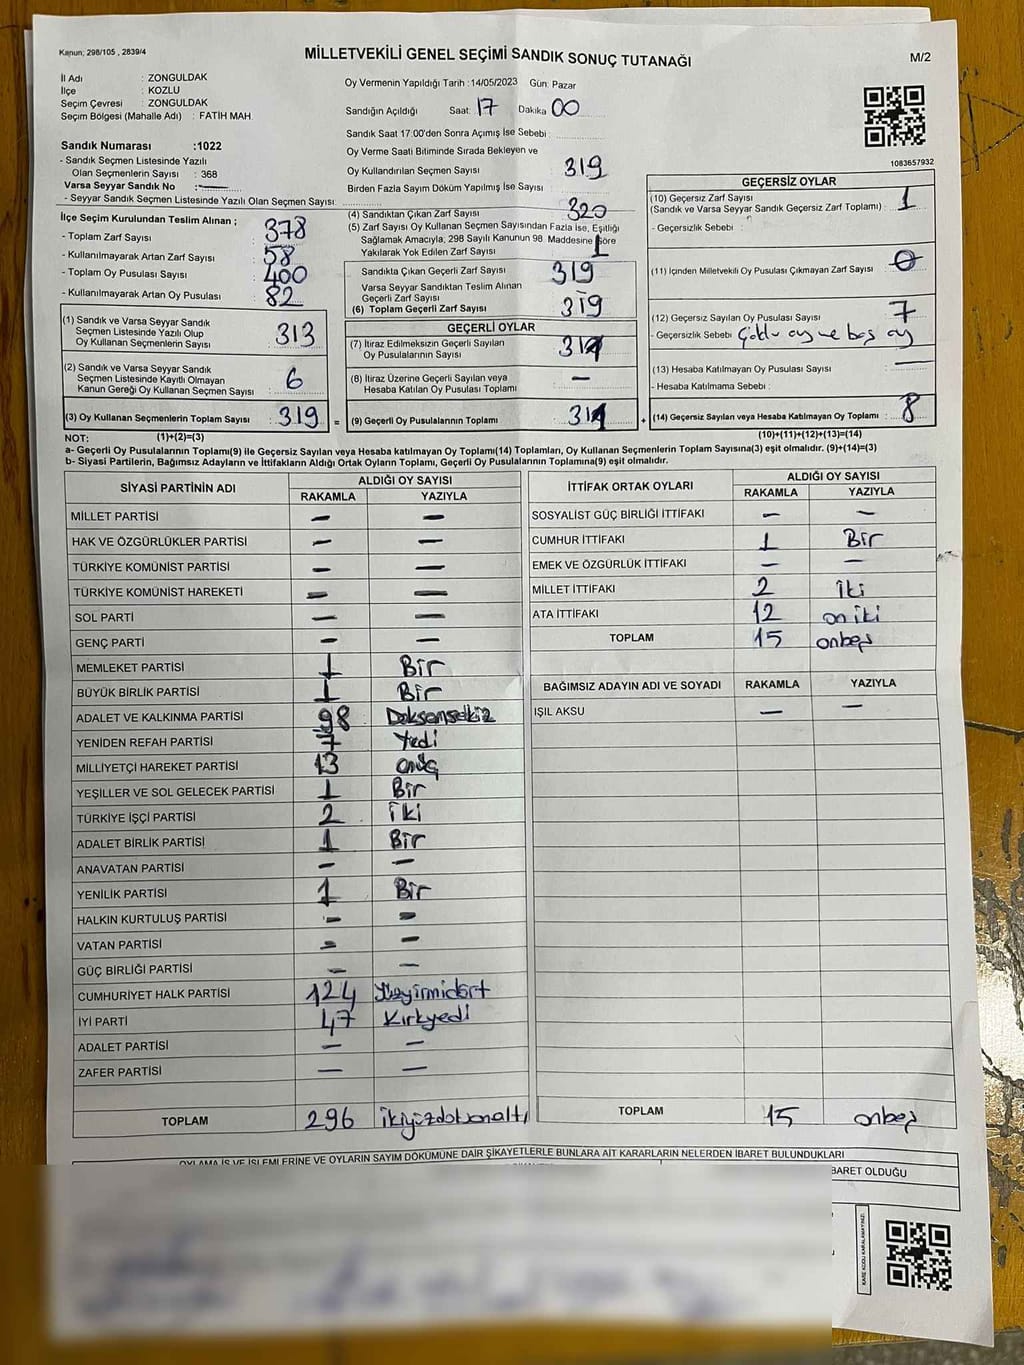 Kanun; 298/105 , 2839/4
MİLLETVEKİLİ GENEL SEÇİMİ SANDIK SONUÇ TUTANAĞI
M/2
İl Adı : ZONGULDAK
İlçe : KOZLU
Seçim Çevresi : ZONGULDAK
Seçim Bölgesi (Mahalle Adı) : FATİH MAH.
Oy Vermenin Yapıldığı Tarih :14/05/2023 Gün: Pazar
Sandığın Açıldığı Saat: 17 Dakika 00
Sandık Saat 17.00'den Sonra Açımış İse Sebebi :
Sandık Numarası :1022
- Sandık Seçmen Listesinde Yazılı
Olan Seçmenlerin Sayısı : 368
Varsa Seyyar Sandık No : —
- Seyyar Sandık Seçmen Listesinde Yazılı Olan Seçmen Sayısı:
Oy Verme Saati Bitiminde Sırada Bekleyen ve
Oy Kullandırılan Seçmen Sayısı : 319
Birden Fazla Sayım Döküm Yapılmış İse Sayısı :
1083657932
İlçe Seçim Kurulundan Teslim Alınan ;
- Toplam Zarf Sayısı : 378
- Kullanılmayarak Artan Zarf Sayısı : 58
- Toplam Oy Pusulası Sayısı : 400
- Kullanılmayarak Artan Oy Pusulası : 82
(4) Sandıktan Çıkan Zarf Sayısı : 320
(5) Zarf Sayısı Oy Kullanan Seçmen Sayısından Fazla İse, Eşitliği
Sağlamak Amacıyla; 298 Sayılı Kanunun 98. Maddesine Göre
Yakılarak Yok Edilen Zarf Sayısı : 1
Sandıkta Çıkan Geçerli Zarf Sayısı : 319
Varsa Seyyar Sandıktan Teslim Alınan
Geçerli Zarf Sayısı :
(6) Toplam Geçerli Zarf Sayısı : 319
GEÇERSİZ OYLAR
(10) Geçersiz Zarf Sayısı
(Sandık ve Varsa Seyyar Sandık Geçersiz Zarf Toplamı) : 1
- Geçersizlik Sebebi :
(11) İçinden Milletvekili Oy Pusulası Çıkmayan Zarf Sayısı : 0
(12) Geçersiz Sayılan Oy Pusulası Sayısı : 7
- Geçersizlik Sebebi : Çoklu oy ve boş oy
(13) Hesaba Katılmayan Oy Pusulası Sayısı : —
- Hesaba Katılmama Sebebi :
(14) Geçersiz Sayılan veya Hesaba Katılmayan Oy Toplamı : 8
(1) Sandık ve Varsa Seyyar Sandık
Seçmen Listesinde Yazılı Olup
Oy Kullanan Seçmenlerin Sayısı : 313
(2) Sandık ve Varsa Seyyar Sandık
Seçmen Listesinde Kayıtlı Olmayan
Kanun Gereği Oy Kullanan Seçmen Sayısı : 6
(3) Oy Kullanan Seçmenlerin Toplam Sayısı : 319 =
GEÇERLİ OYLAR
(7) İtiraz Edilmeksizin Geçerli Sayılan
Oy Pusulalarının Sayısı : 311
(8) İtiraz Üzerine Geçerli Sayılan veya
Hesaba Katılan Oy Pusulası Toplamı : —
(9) Geçerli Oy Pusulalarının Toplamı : 311 +
NOT: (1)+(2)=(3)
(10)+(11)+(12)+(13)=(14)
a- Geçerli Oy Pusulalarının Toplamı(9) ile Geçersiz Sayılan veya Hesaba katılmayan Oy Toplamı(14) Toplamları, Oy Kullanan Seçmenlerin Toplam Sayısına(3) eşit olmalıdır. (9)+(14)=(3)
b- Siyasi Partilerin, Bağımsız Adayların ve İttifakların Aldığı Ortak Oyların Toplamı, Geçerli Oy Pusulalarının Toplamına(9) eşit olmalıdır.
SİYASİ PARTİNİN ADI ALDIĞI OY SAYISI
RAKAMLA YAZIYLA
MİLLET PARTİSİ — —
HAK VE ÖZGÜRLÜKLER PARTİSİ — —
TÜRKİYE KOMÜNİST PARTİSİ — —
TÜRKİYE KOMÜNİST HAREKETİ — —
SOL PARTİ — —
GENÇ PARTİ — —
MEMLEKET PARTİSİ 1 Bir
BÜYÜK BİRLİK PARTİSİ 1 Bir
ADALET VE KALKINMA PARTİSİ 98 Doksansekiz
YENİDEN REFAH PARTİSİ 7 Yedi
MİLLİYETÇİ HAREKET PARTİSİ 13 onüç
YEŞİLLER VE SOL GELECEK PARTİSİ 1 Bir
TÜRKİYE İŞÇİ PARTİSİ 2 iki
ADALET BİRLİK PARTİSİ 1 Bir
ANAVATAN PARTİSİ — —
YENİLİK PARTİSİ 1 Bir
HALKIN KURTULUŞ PARTİSİ — —
VATAN PARTİSİ — —
GÜÇ BİRLİĞİ PARTİSİ — —
CUMHURİYET HALK PARTİSİ 124 Yüzyirmidört
İYİ PARTİ 47 Kırkyedi
ADALET PARTİSİ — —
ZAFER PARTİSİ — —
TOPLAM 296 ikiyüzdoksanaltı
İTTİFAK ORTAK OYLARI ALDIĞI OY SAYISI
RAKAMLA YAZIYLA
SOSYALİST GÜÇ BİRLİĞİ İTTİFAKI — —
CUMHUR İTTİFAKI 1 Bir
EMEK VE ÖZGÜRLÜK İTTİFAKI — —
MİLLET İTTİFAKI 2 İki
ATA İTTİFAKI 12 on iki
TOPLAM 15 onbeş
BAĞIMSIZ ADAYIN ADI VE SOYADI RAKAMLA YAZIYLA
IŞIL AKSU — —
TOPLAM 15 onbeş
OYLAMA İŞ VE İŞLEMLERİNE VE OYLARIN SAYIM DÖKÜMÜNE DAİR ŞİKAYETLERLE BUNLARA AİT KARARLARIN NELERDEN İBARET BULUNDUKLARI
BARET OLDUĞU
KARE KODU KARALAMAYINIZ!